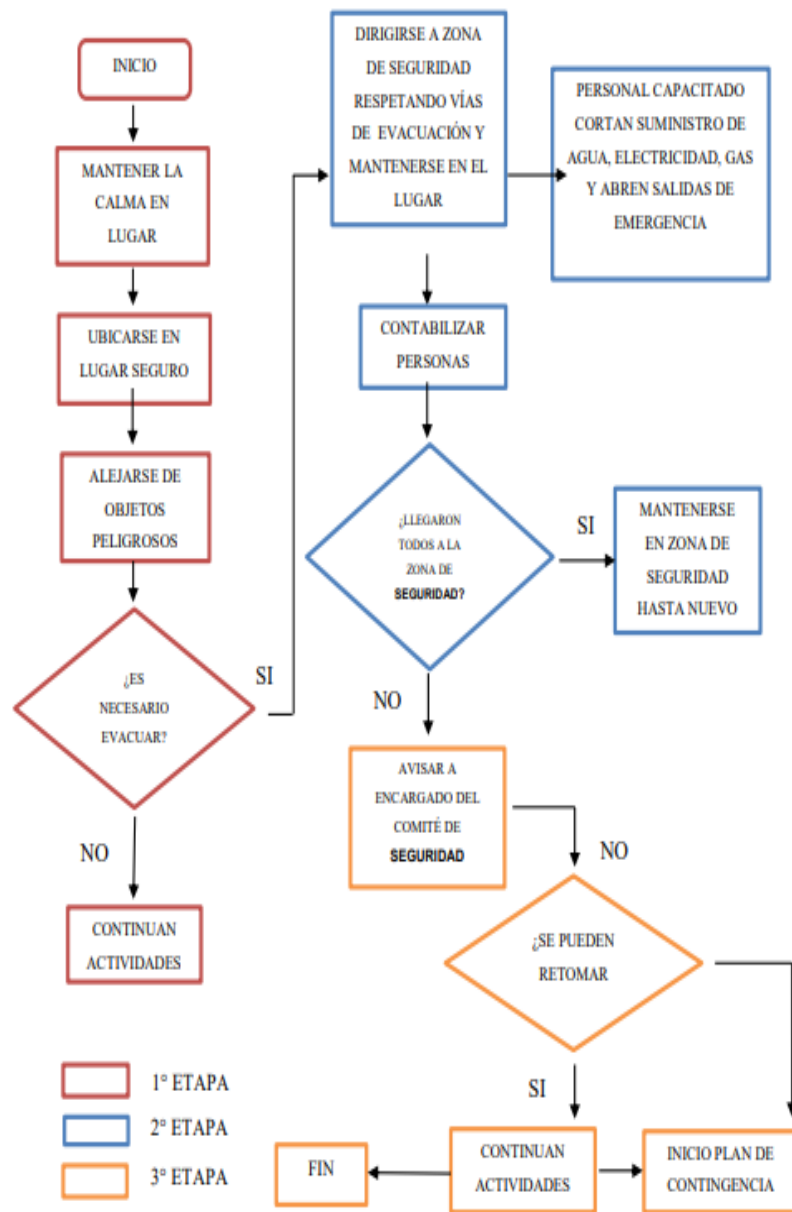 INICIO
MANTENER LA
CALMA EN
LUGAR
UBICARSE EN
LUGAR SEGURO
ALEJARSE DE
OBJETOS
PELIGROSOS
¿ES
NECESARIO
EVACUAR?
SI
NO
CONTINUAN
ACTIVIDADES
DIRIGIRSE A ZONA
DE SEGURIDAD
RESPETANDO VÍAS
DE EVACUACIÓN Y
MANTENERSE EN EL
LUGAR
PERSONAL CAPACITADO
CORTAN SUMINISTRO DE
AGUA, ELECTRICIDAD, GAS
Y ABREN SALIDAS DE
EMERGENCIA
CONTABILIZAR
PERSONAS
¿LLEGARON
TODOS A LA
ZONA DE
SEGURIDAD?
SI
MANTENERSE
EN ZONA DE
SEGURIDAD
HASTA NUEVO
NO
AVISAR A
ENCARGADO DEL
COMITÉ DE
SEGURIDAD
NO
¿SE PUEDEN
RETOMAR
SI
CONTINUAN
ACTIVIDADES
FIN
INICIO PLAN DE
CONTINGENCIA
1° ETAPA
2° ETAPA
3° ETAPA